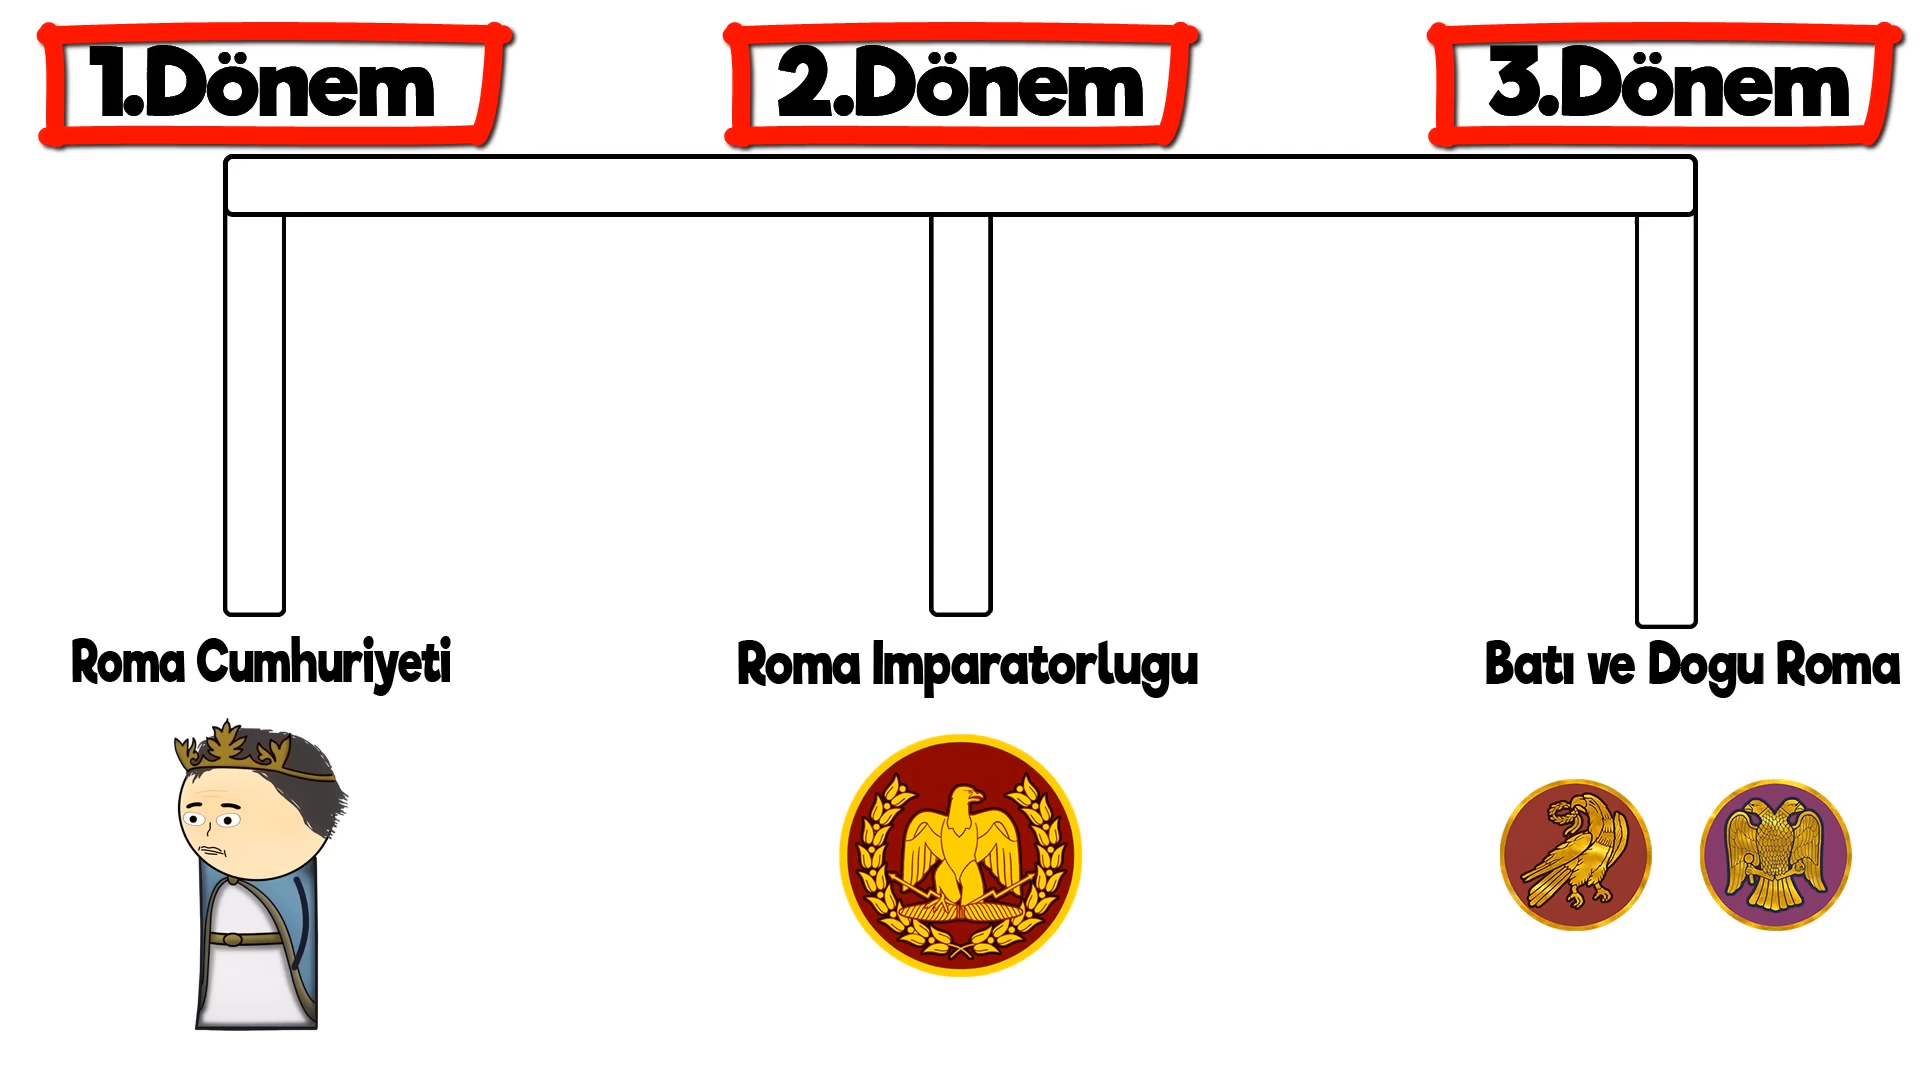 1.Dönem
2.Dönem
3.Dönem
Roma Cumhuriyeti
Roma Imparatorlugu
Batı ve Dogu Roma